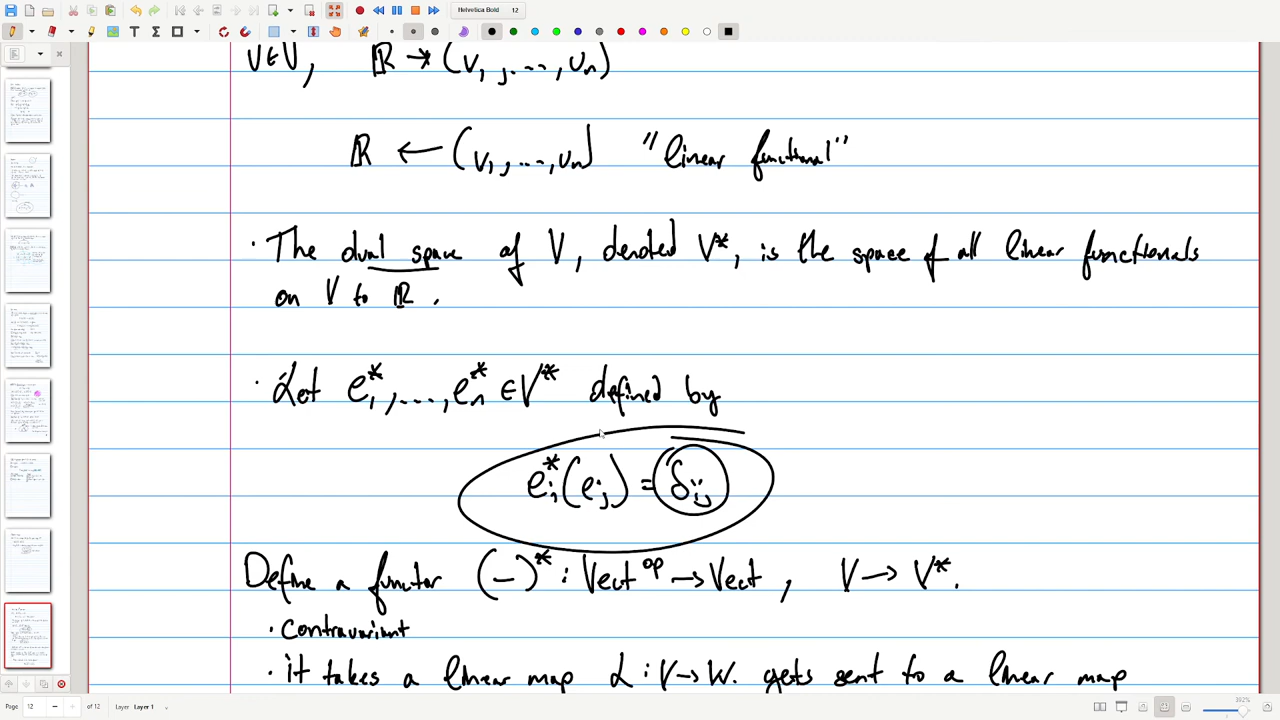 Helvetica Bold 12
V∈V, ℝ → (v₁,....,vₙ)
ℝ ← (v₁,...,vₙ) "linear functional"
· The dual space of V, denoted V*, is the space of all linear functionals
on V to ℝ.
· Let e₁*,....,eₙ* ∈ V* defined by
eᵢ*(eⱼ) = δᵢⱼ
Define a functor (–)* : Vect^op → Vect, V → V*.
· Contravariant
· it takes a linear map L : V → W. gets sent to a linear map
Page 12 of 12 Layer Layer 1
392%